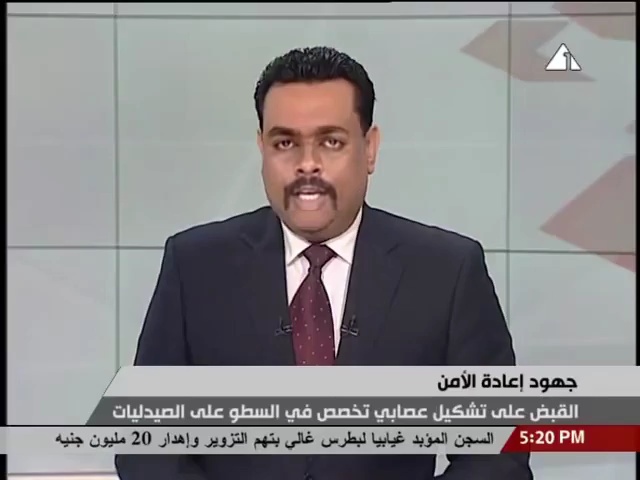 1
جهود إعادة الأمن
القبض على تشكيل عصابي تخصص في السطو على الصيدليات
السجن المؤبد غيابيا لبطرس غالي بتهم التزوير وإهدار 20 مليون جنيه
5:20 PM